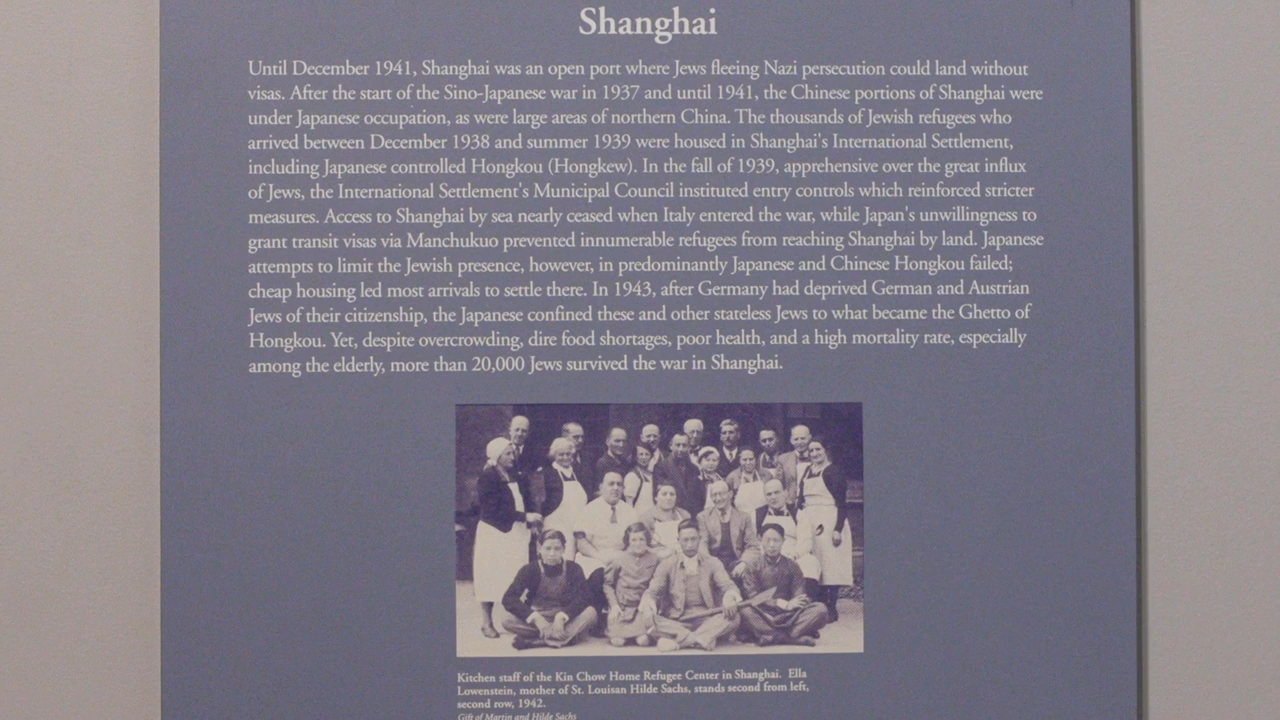 Shanghai
Until December 1941, Shanghai was an open port where Jews fleeing Nazi persecution could land without
visas. After the start of the Sino-Japanese war in 1937 and until 1941, the Chinese portions of Shanghai were
under Japanese occupation, as were large areas of northern China. The thousands of Jewish refugees who
arrived between December 1938 and summer 1939 were housed in Shanghai's International Settlement,
including Japanese controlled Hongkou (Hongkew). In the fall of 1939, apprehensive over the great influx
of Jews, the International Settlement's Municipal Council instituted entry controls which reinforced stricter
measures. Access to Shanghai by sea nearly ceased when Italy entered the war, while Japan's unwillingness to
grant transit visas via Manchukuo prevented innumerable refugees from reaching Shanghai by land. Japanese
attempts to limit the Jewish presence, however, in predominantly Japanese and Chinese Hongkou failed;
cheap housing led most arrivals to settle there. In 1943, after Germany had deprived German and Austrian
Jews of their citizenship, the Japanese confined these and other stateless Jews to what became the Ghetto of
Hongkou. Yet, despite overcrowding, dire food shortages, poor health, and a high mortality rate, especially
among the elderly, more than 20,000 Jews survived the war in Shanghai.
Kitchen staff of the Kin Chow Home Refugee Center in Shanghai. Ella
Lowenstein, mother of St. Louisan Hilde Sachs, stands second from left,
second row, 1942.
Gift of Martin and Hilde Sachs